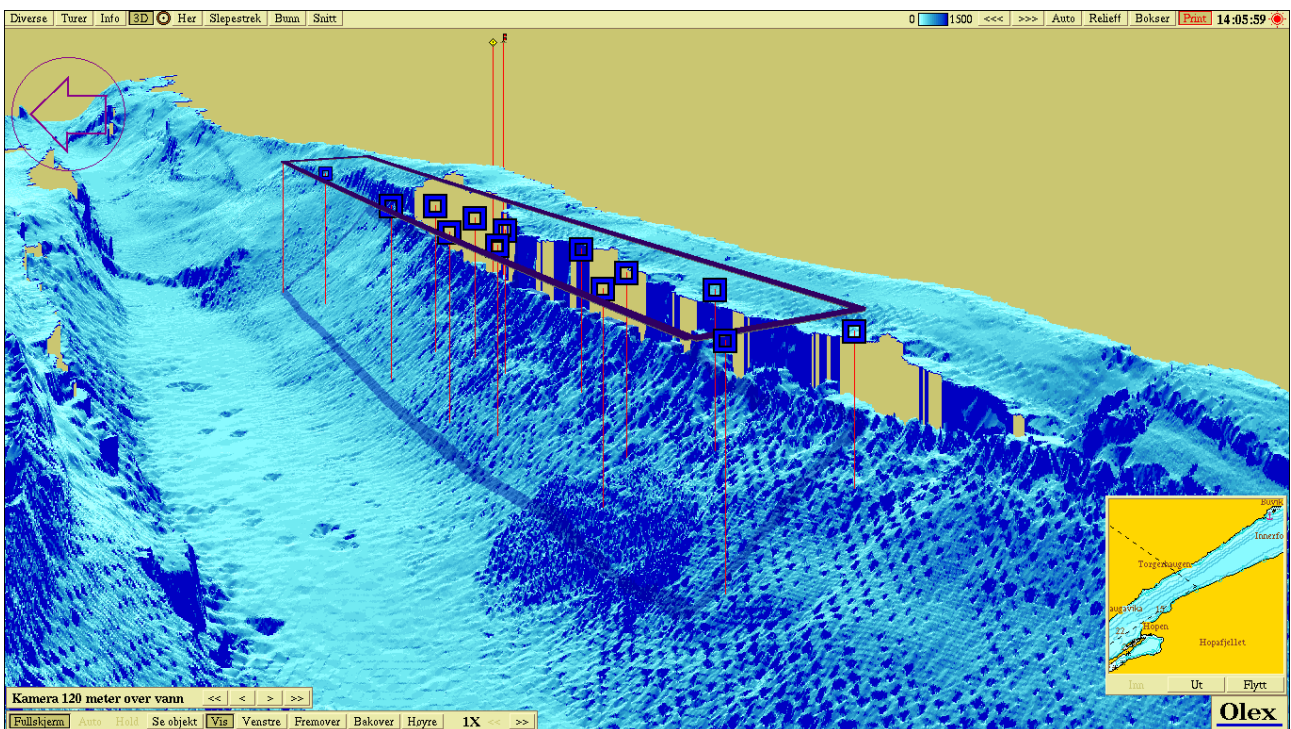 Diverse Turer Info 3D Her Slepestrek Bunn Snitt 0 1500 <<< >>> Auto Relieff Bokser Print 14:05:59
Buvik
Innerfo
Torgerhaugen
augavika
Hopen
Hopafjellet
Inn Ut Flytt
Kamera 120 meter over vann << < > >>
Fullskjerm Auto Hold Se objekt Vis Venstre Fremover Bakover Høyre 1X << >>
Olex